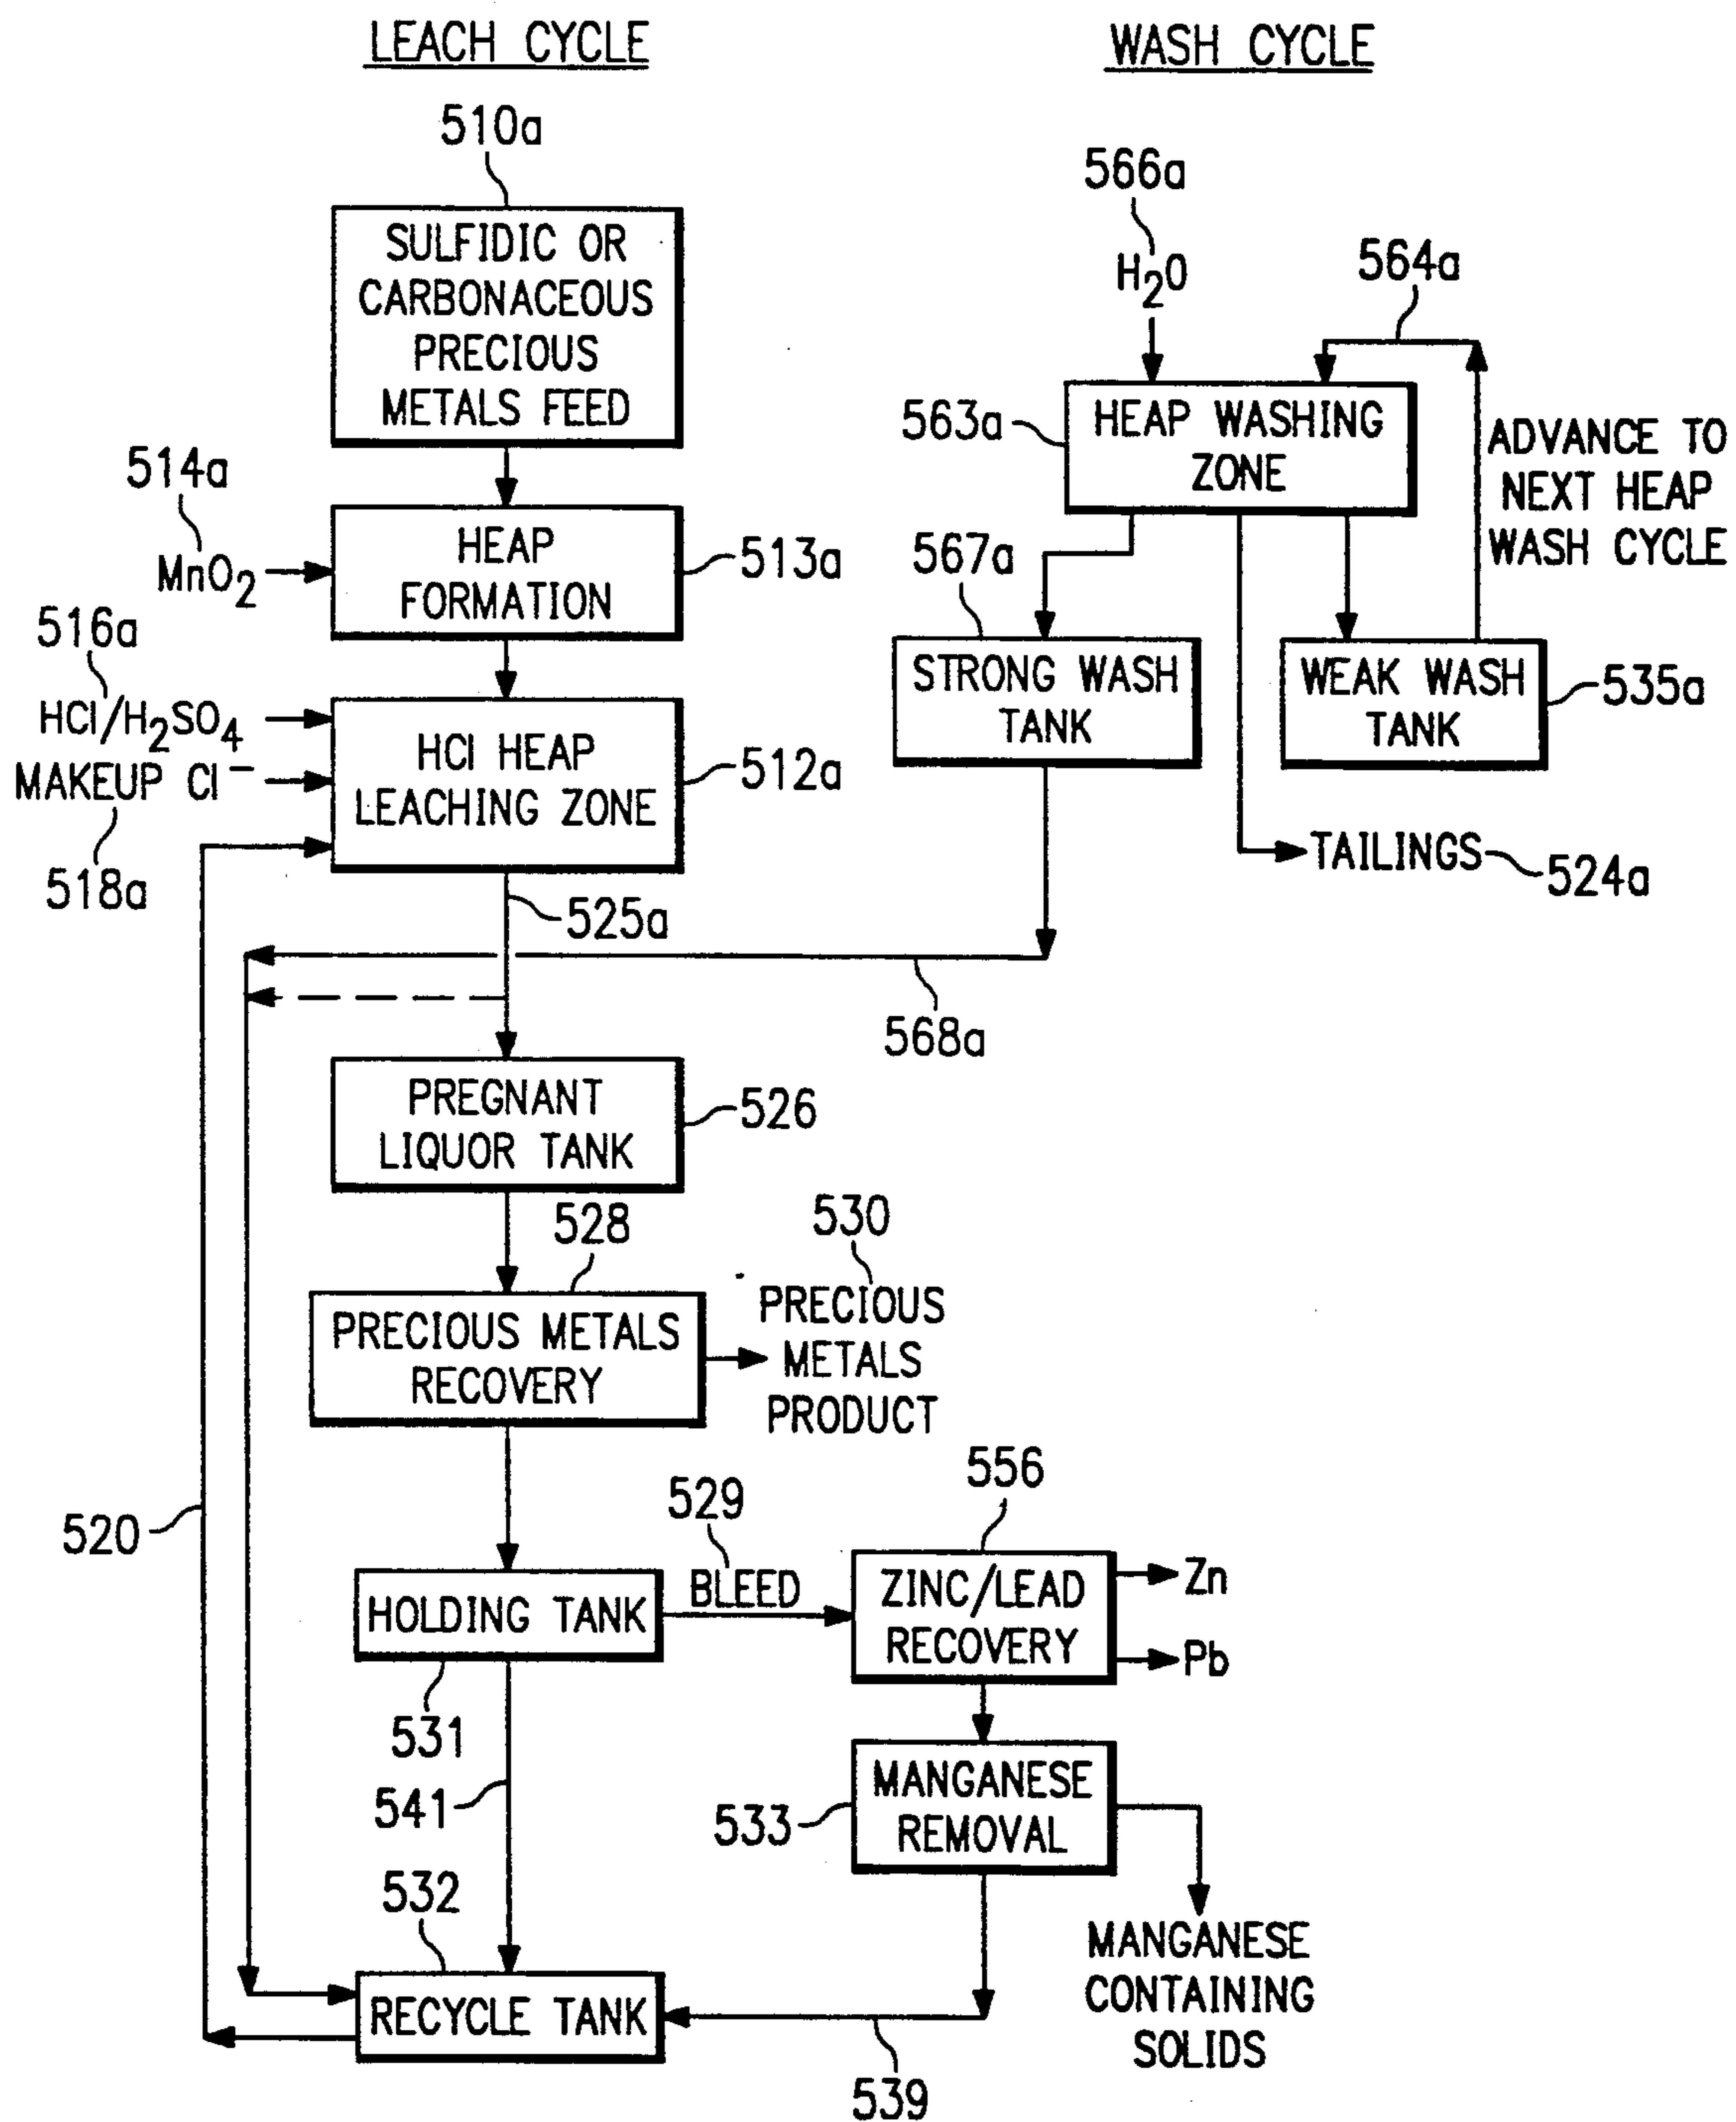 LEACH CYCLE
WASH CYCLE
510a
SULFIDIC OR
CARBONACEOUS
PRECIOUS
METALS FEED
514a
MnO2
HEAP
FORMATION
513a
516a
HCl/H2SO4
MAKEUP Cl−
518a
HCl HEAP
LEACHING ZONE
512a
525a
566a
H2O
564a
563a
HEAP WASHING
ZONE
ADVANCE TO
NEXT HEAP
WASH CYCLE
567a
STRONG WASH
TANK
WEAK WASH
TANK
535a
TAILINGS
524a
568a
PREGNANT
LIQUOR TANK
526
528
PRECIOUS METALS
RECOVERY
530
PRECIOUS
METALS
PRODUCT
520
HOLDING TANK
531
529
BLEED
556
ZINC/LEAD
RECOVERY
Zn
Pb
541
533
MANGANESE
REMOVAL
MANGANESE
CONTAINING
SOLIDS
532
RECYCLE TANK
539